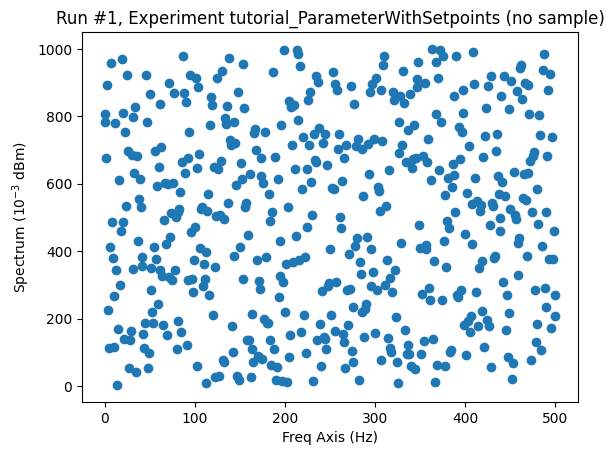 Run #1, Experiment tutorial_ParameterWithSetpoints (no sample)
1000
800
600
400
200
0
Spectrum (10⁻³ dBm)
0 100 200 300 400 500
Freq Axis (Hz)